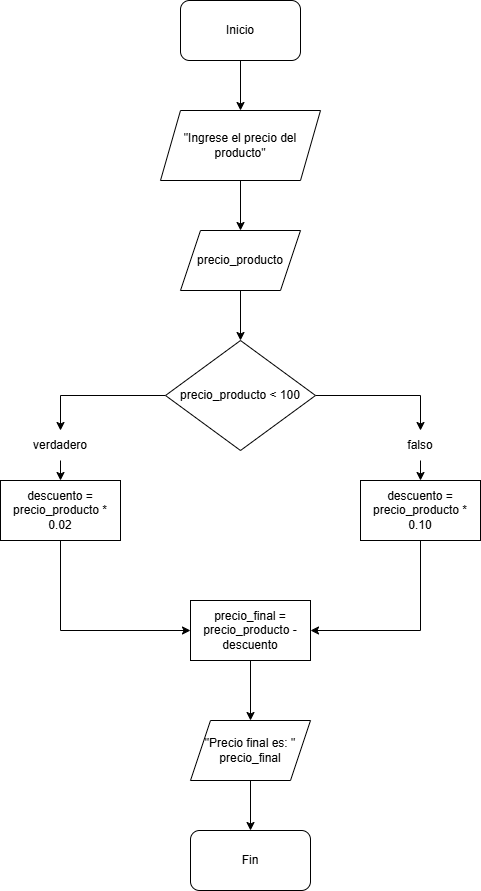 Inicio
"Ingrese el precio del
producto"
precio_producto
precio_producto < 100
verdadero
falso
descuento =
precio_producto *
0.02
descuento =
precio_producto *
0.10
precio_final =
precio_producto -
descuento
"Precio final es: "
precio_final
Fin